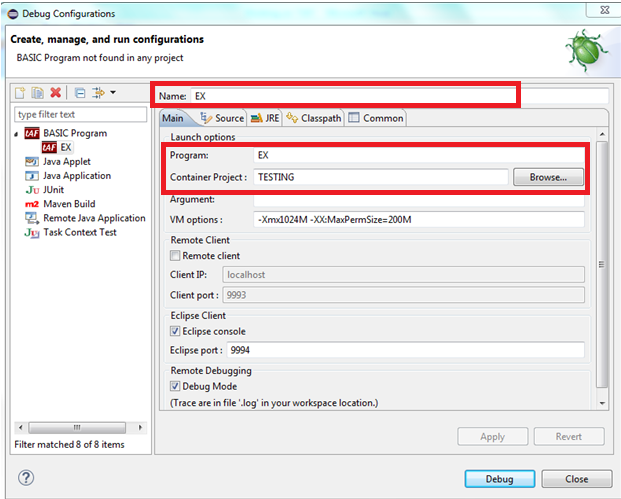 Debug Configurations
Create, manage, and run configurations
BASIC Program not found in any project
Name: EX
type filter text
BASIC Program
EX
Java Applet
Java Application
JUnit
Maven Build
Remote Java Application
Task Context Test
Filter matched 8 of 8 items
Main Source JRE Classpath Common
Launch options
Program: EX
Container Project : TESTING Browse...
Argument:
VM options : -Xmx1024M -XX:MaxPermSize=200M
Remote Client
Remote client
Client IP: localhost
Client port : 9993
Eclipse Client
Eclipse console
Eclipse port : 9994
Remote Debugging
Debug Mode
(Trace are in file '.log' in your workspace location.)
Apply Revert
Debug Close